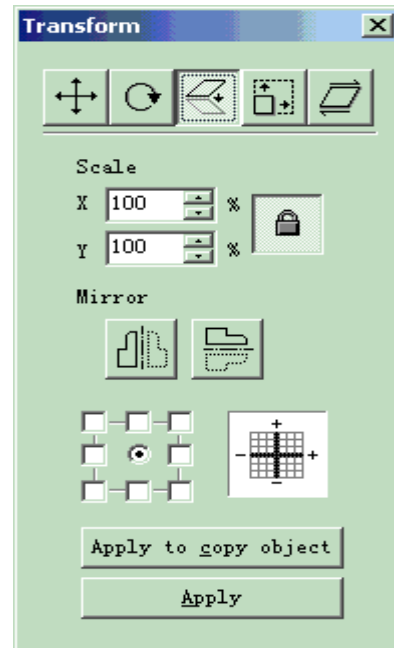 Transform
Scale
X 100 %
Y 100 %
Mirror
+
- +
-
Apply to copy object
Apply